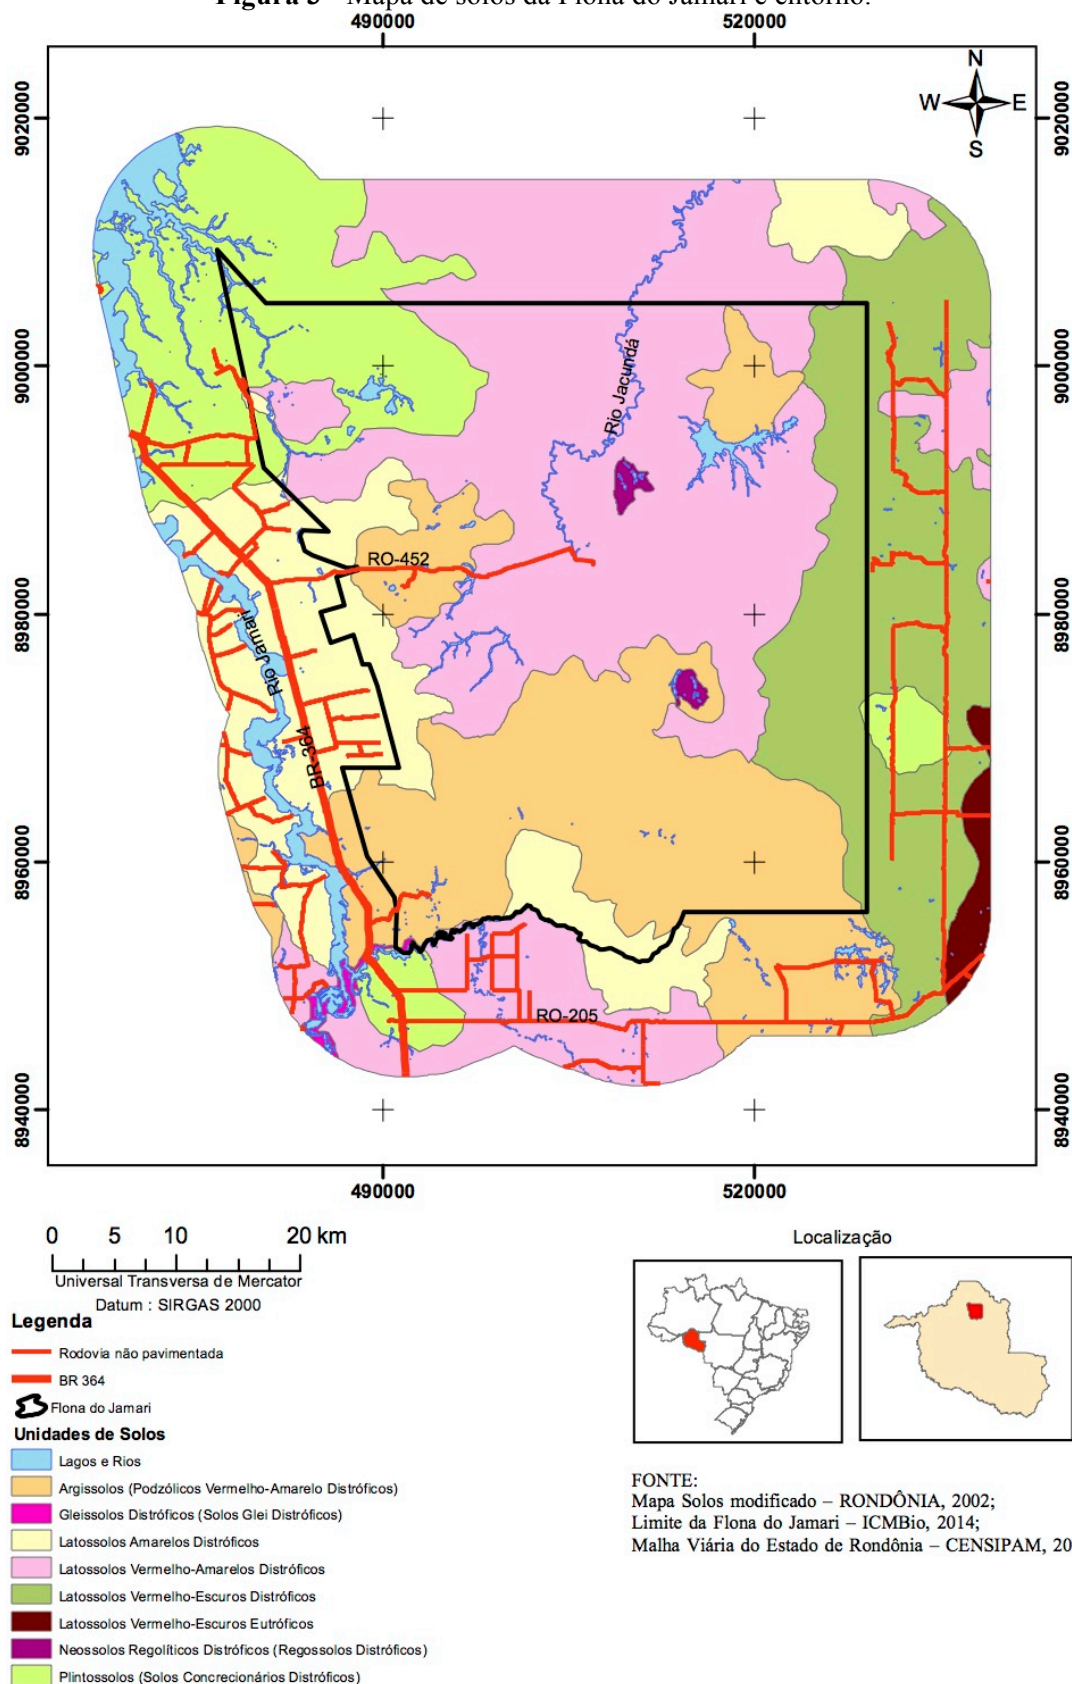 Mapa de solos da Flona do Jamari e entorno.
490000 520000
N
W E
S
9020000 9020000
9000000 9000000
Rio Jacundá
RO-452
8980000 8980000
Rio Jamari
BR-364
8960000 8960000
RO-205
8940000 8940000
490000 520000
0 5 10 20 km
Universal Transversa de Mercator
Datum : SIRGAS 2000
Legenda
Rodovia não pavimentada
BR 364
Flona do Jamari
Unidades de Solos
Lagos e Rios
Argissolos (Podzólicos Vermelho-Amarelo Distróficos)
Gleissolos Distróficos (Solos Glei Distróficos)
Latossolos Amarelos Distróficos
Latossolos Vermelho-Amarelos Distróficos
Latossolos Vermelho-Escuros Distróficos
Latossolos Vermelho-Escuros Eutróficos
Neossolos Regolíticos Distróficos (Regossolos Distróficos)
Plintossolos (Solos Concrecionários Distróficos)
Localização
FONTE:
Mapa Solos modificado – RONDÔNIA, 2002;
Limite da Flona do Jamari – ICMBio, 2014;
Malha Viária do Estado de Rondônia – CENSIPAM, 20